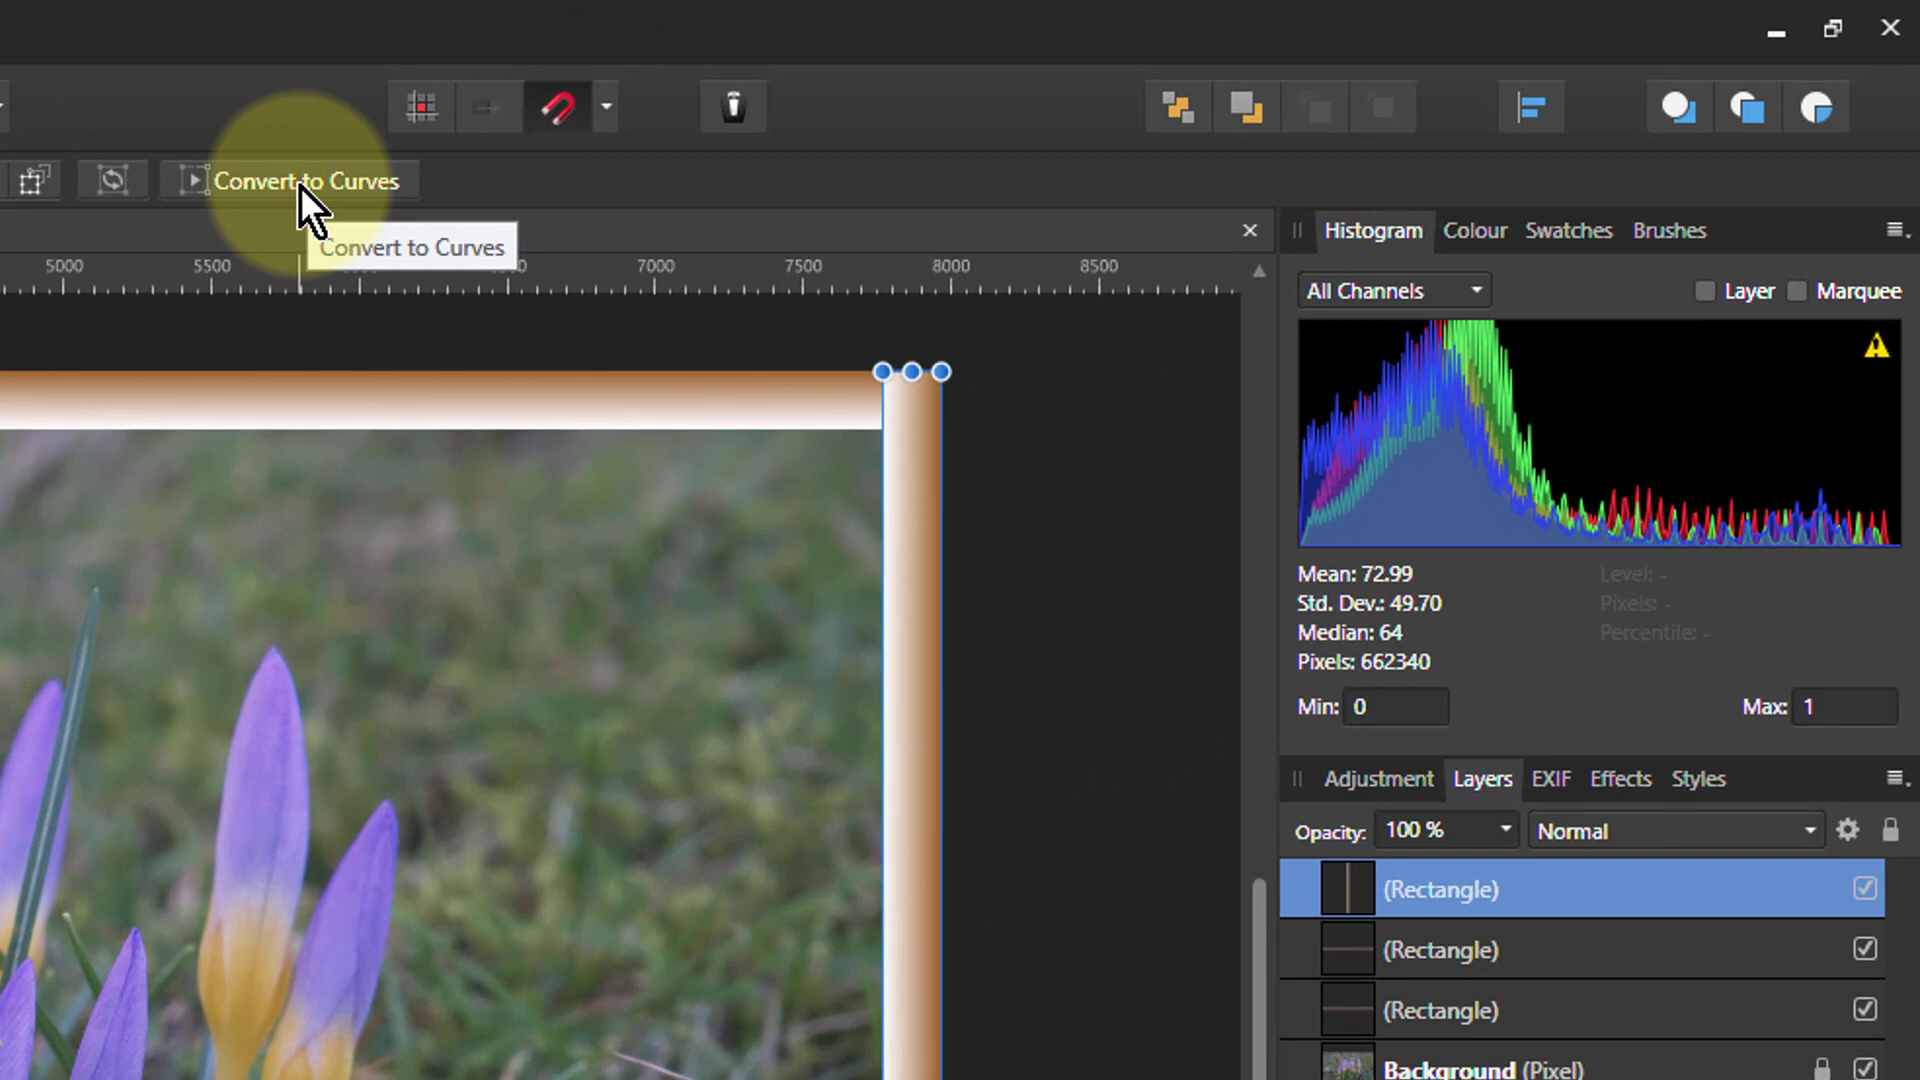 Convert to Curves
Convert to Curves
5000 5500 7000 7500 8000 8500
Histogram Colour Swatches Brushes
All Channels Layer Marquee
Mean: 72.99 Level: -
Std. Dev.: 49.70 Pixels: -
Median: 64 Percentile: -
Pixels: 662340
Min: 0 Max: 1
Adjustment Layers EXIF Effects Styles
Opacity: 100 % Normal
(Rectangle)
(Rectangle)
(Rectangle)
Background (Pixel)